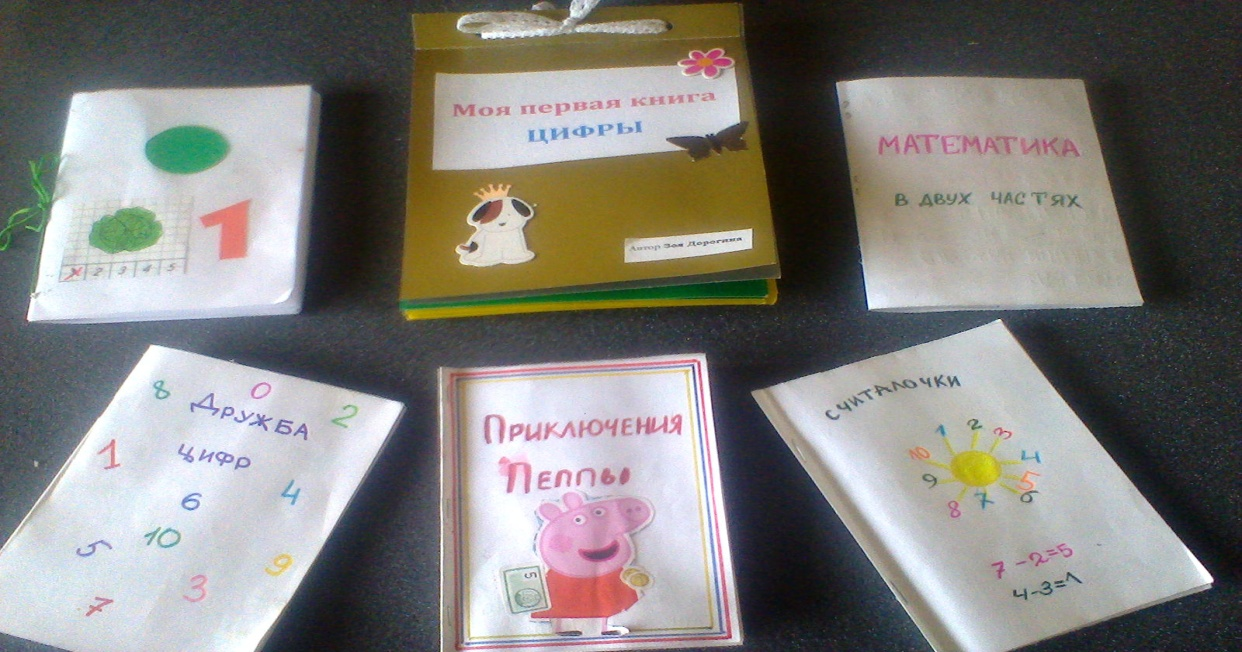 1
X 2 3 4 5
Моя первая книга
ЦИФРЫ
Автор Зоя Дорогина
МАТЕМАТИКА
В ДВУХ ЧАСТЯХ
8 0 2
ДРУЖБА
1 ЦИФР
6 4
5 10 9
7 3
ПРИКЛЮЧЕНИЯ
ПЕППЫ
5
СЧИТАЛОЧКИ
1 2 3
10 4
9 5
8 7 6
7-2=5
4-3=1